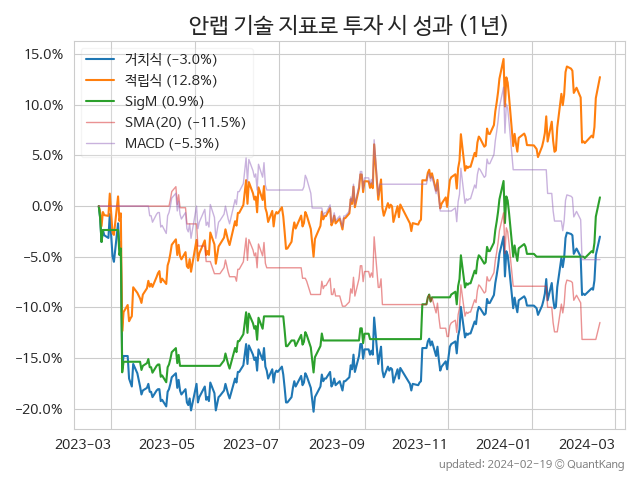 안랩 기술 지표로 투자 시 성과 (1년)
15.0%
10.0%
5.0%
0.0%
−5.0%
−10.0%
−15.0%
−20.0%
거치식 (−3.0%)
적립식 (12.8%)
SigM (0.9%)
SMA(20) (−11.5%)
MACD (−5.3%)
2023-03
2023-05
2023-07
2023-09
2023-11
2024-01
2024-03
updated: 2024-02-19 © QuantKang